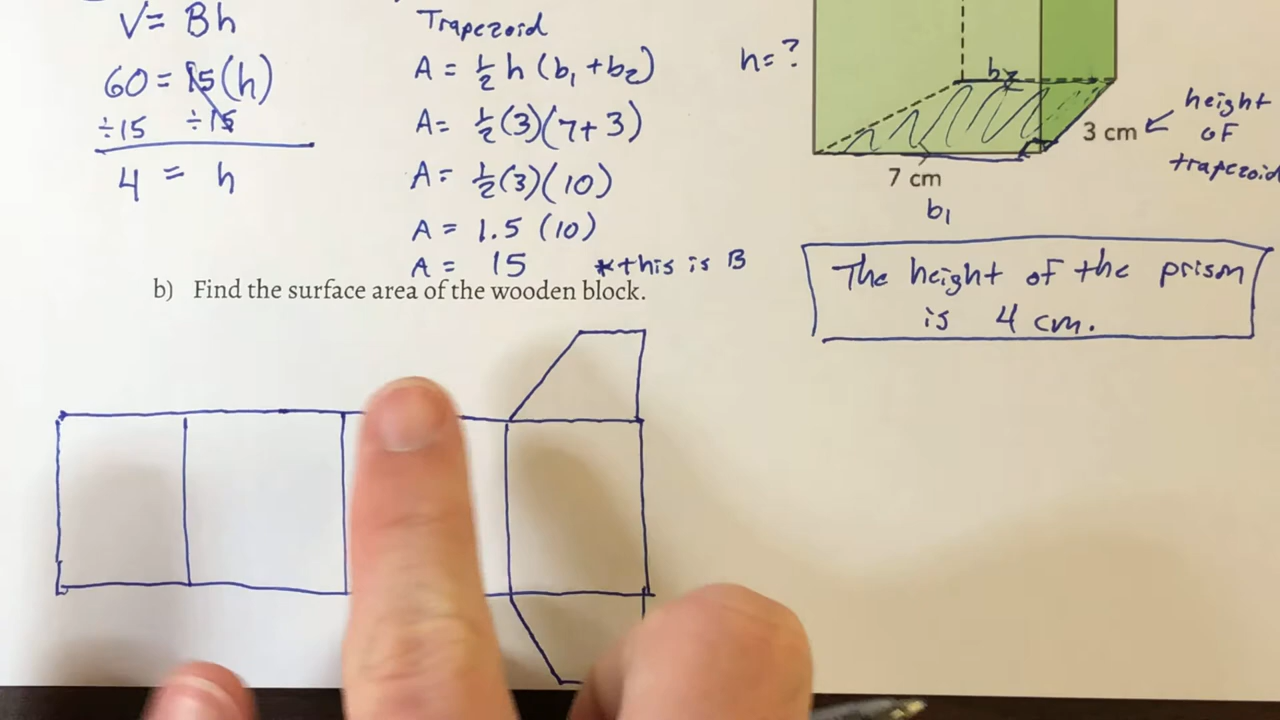 V = Bh
60 = 15(h)
÷15 ÷15
4 = h
Trapezoid
A = ½ h (b₁ + b₂)
A = ½(3)(7+3)
A = ½(3)(10)
A = 1.5 (10)
A = 15 *this is B
h = ?
b₂
3 cm
height
of
trapezoid
7 cm
b₁
The height of the prism
is 4 cm.
b) Find the surface area of the wooden block.